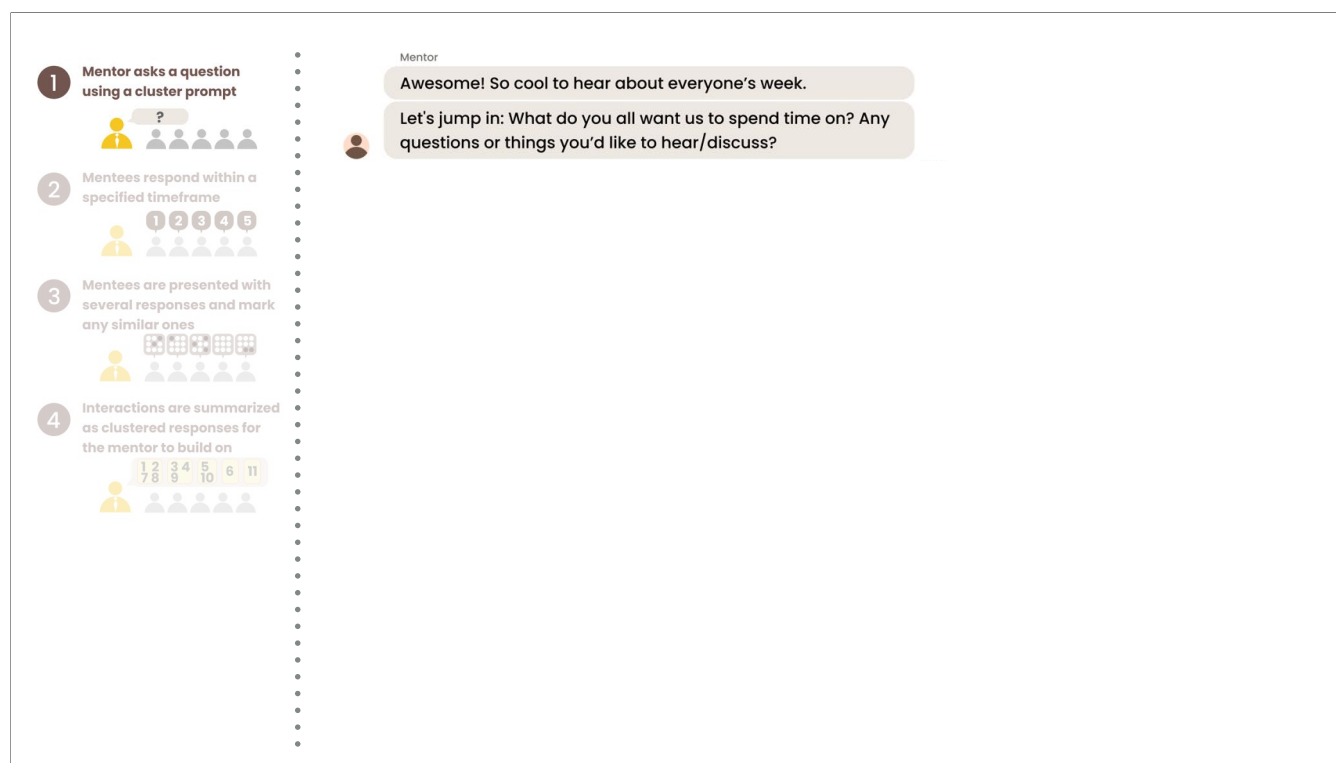 1
Mentor asks a question
using a cluster prompt
?
2
Mentees respond within a
specified timeframe
1 2 3 4 5
3
Mentees are presented with
several responses and mark
any similar ones
4
Interactions are summarized
as clustered responses for
the mentor to build on
1 2 3 4 5 6 11
7 8 9 10
Mentor
Awesome! So cool to hear about everyone’s week.
Let's jump in: What do you all want us to spend time on? Any
questions or things you’d like to hear/discuss?